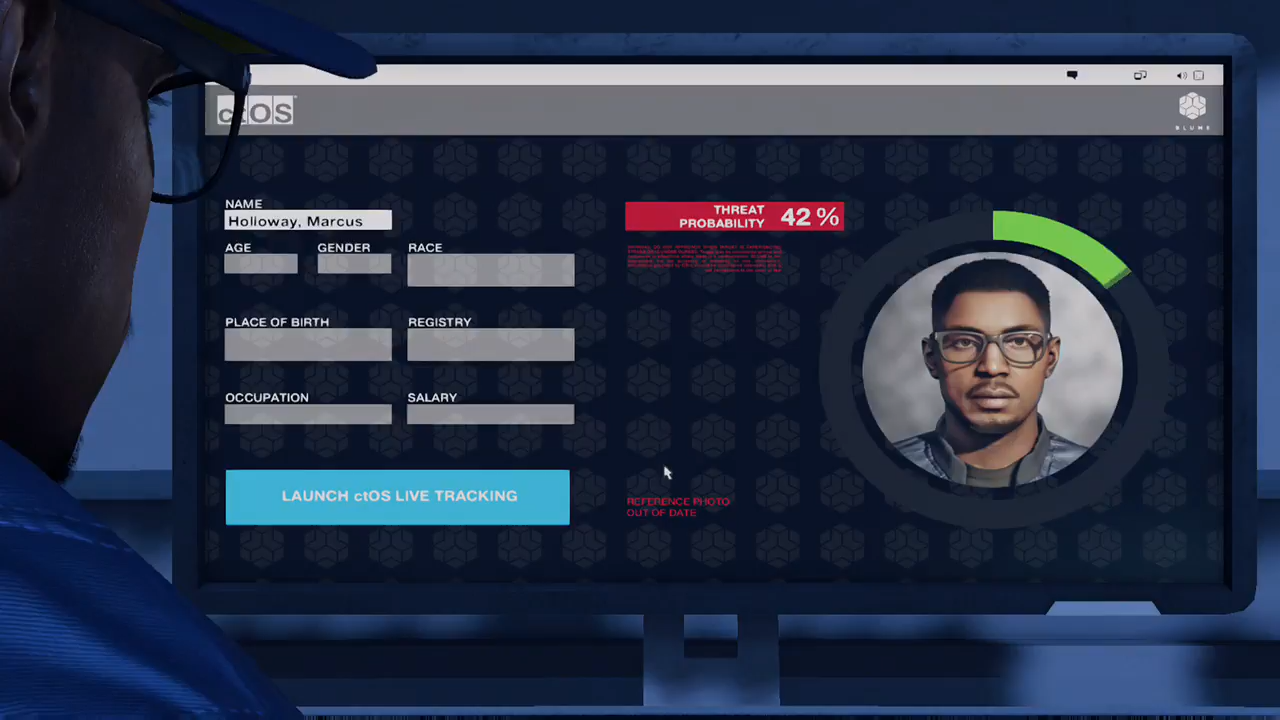 ctOS
BLUME
NAME
Holloway, Marcus
AGE
GENDER
RACE
PLACE OF BIRTH
REGISTRY
OCCUPATION
SALARY
LAUNCH ctOS LIVE TRACKING
THREAT
PROBABILITY
42 %
REFERENCE PHOTO
OUT OF DATE